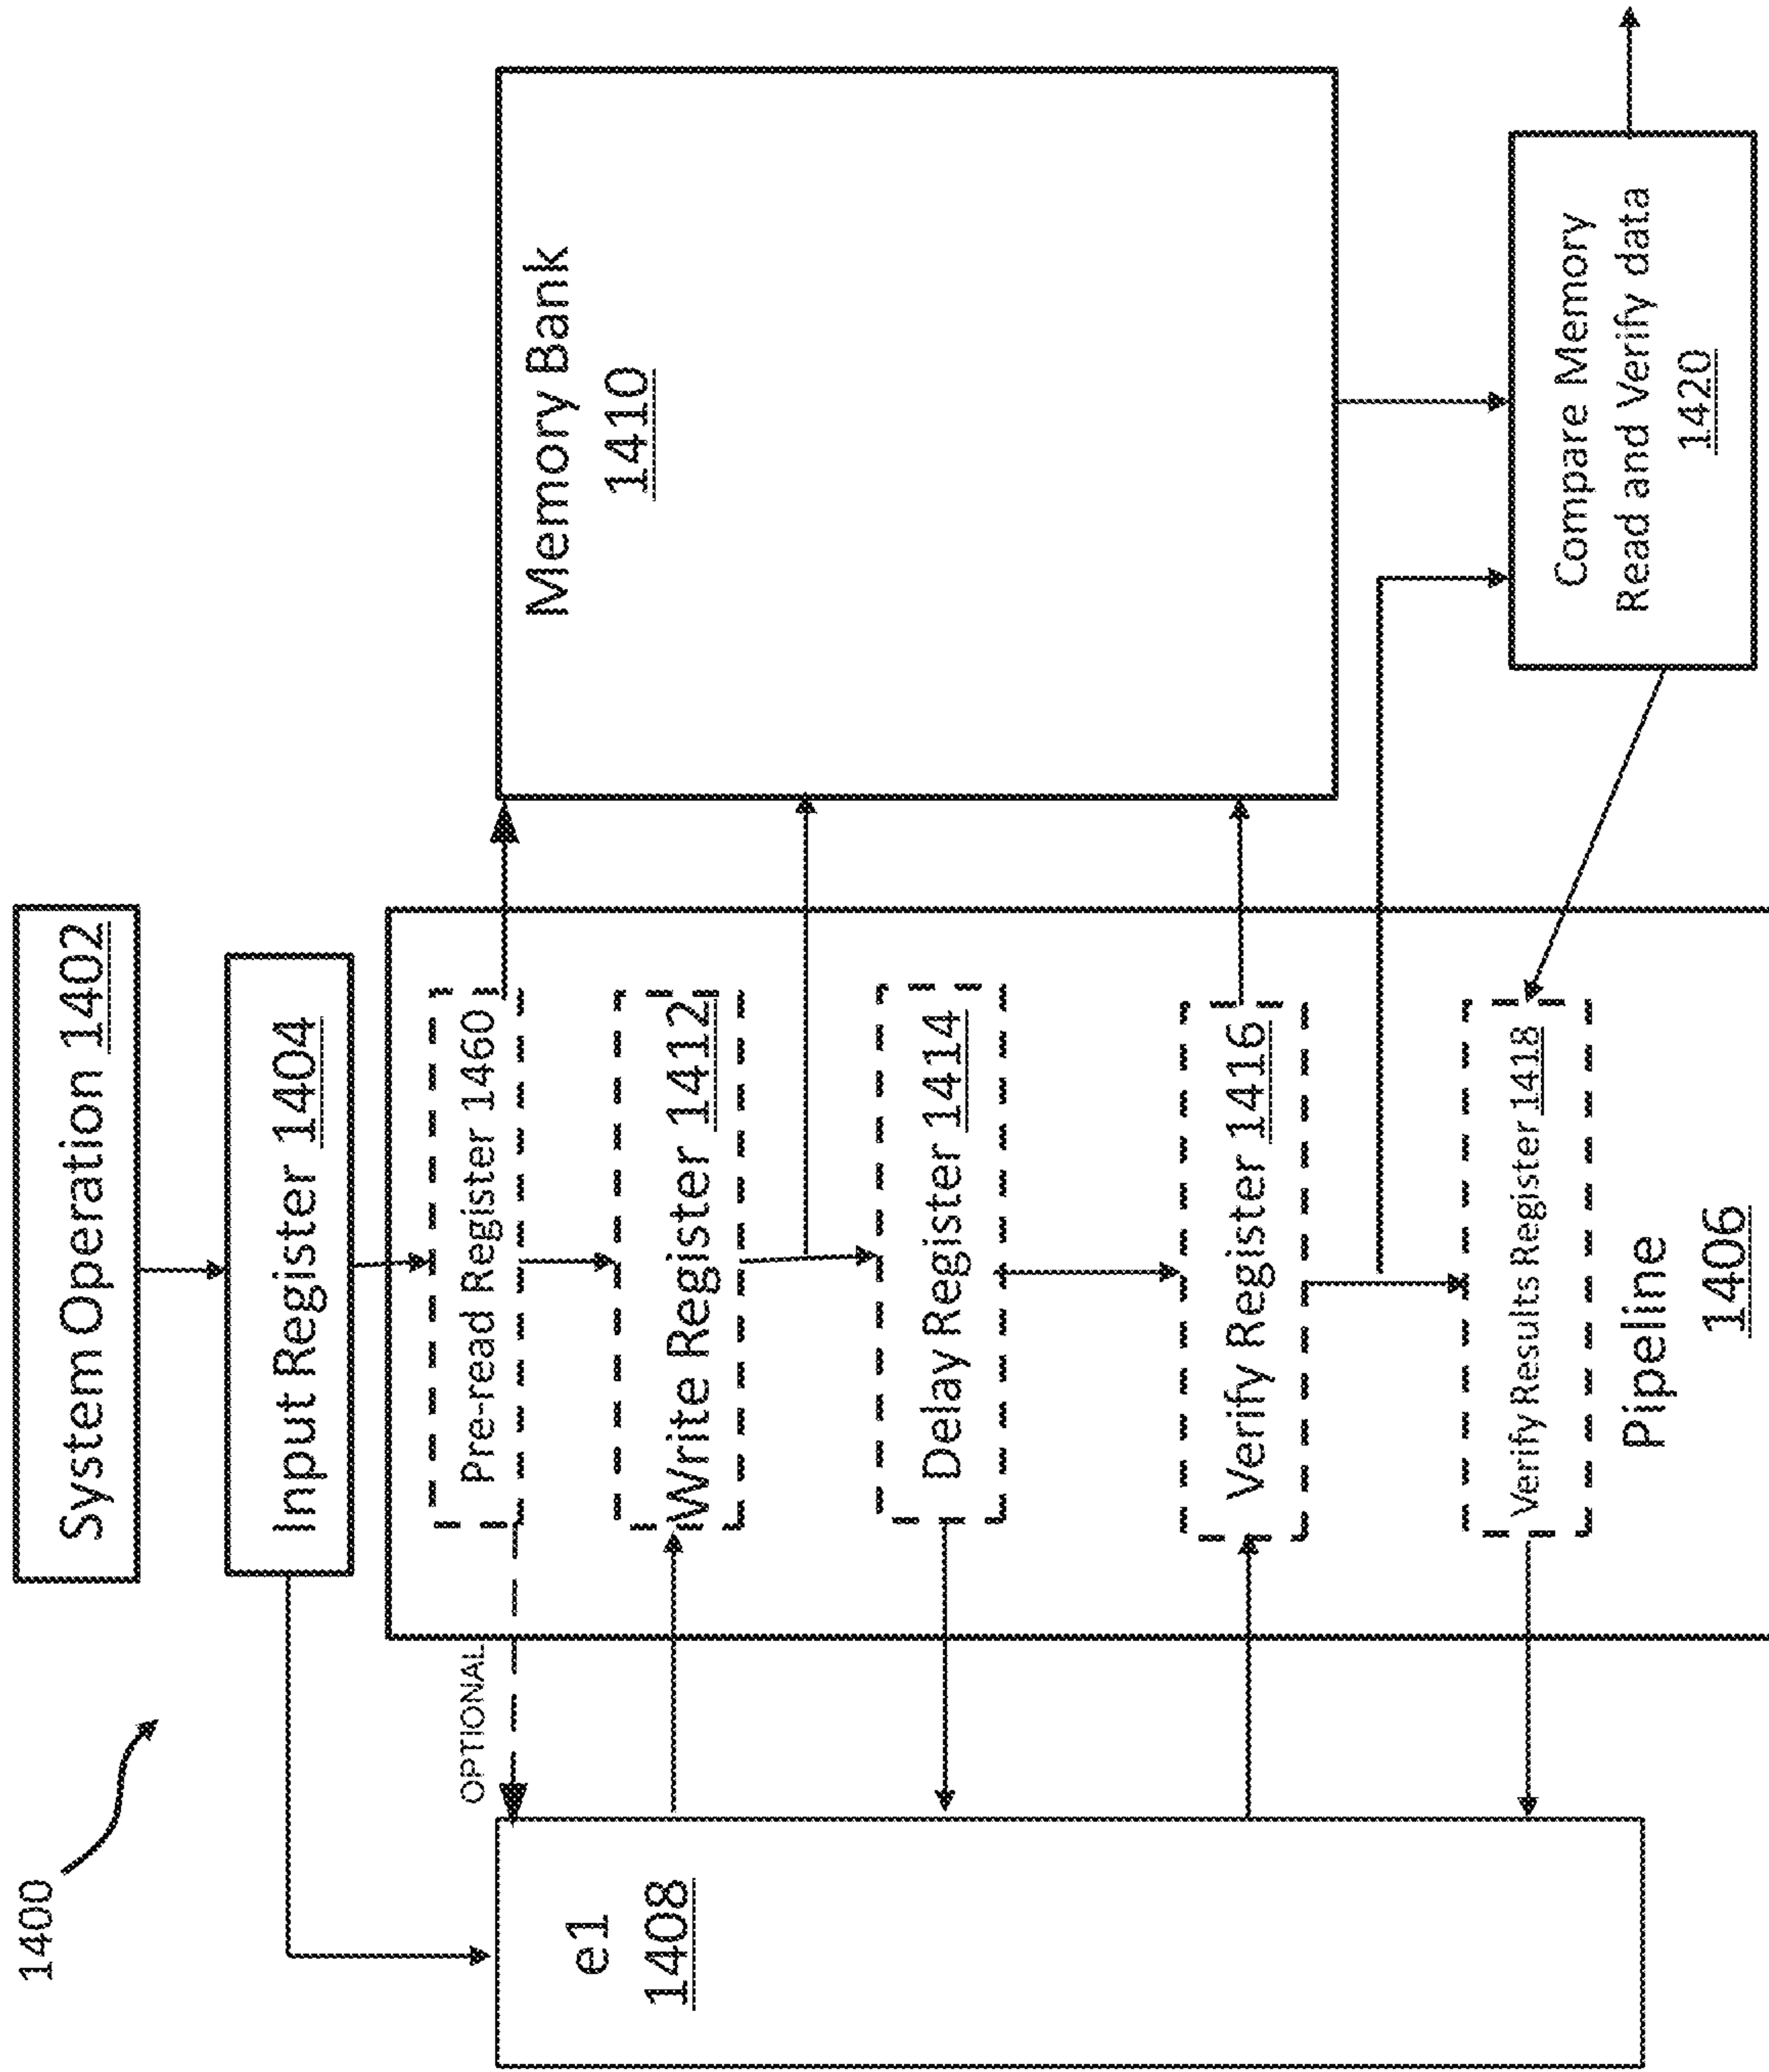 1400
System Operation 1402
Input Register 1404
OPTIONAL
e1
1408
Pre-read Register 1460
Write Register 1412
Delay Register 1414
Verify Register 1416
Verify Results Register 1418
Pipeline
1406
Memory Bank
1410
Compare Memory
Read and Verify data
1420